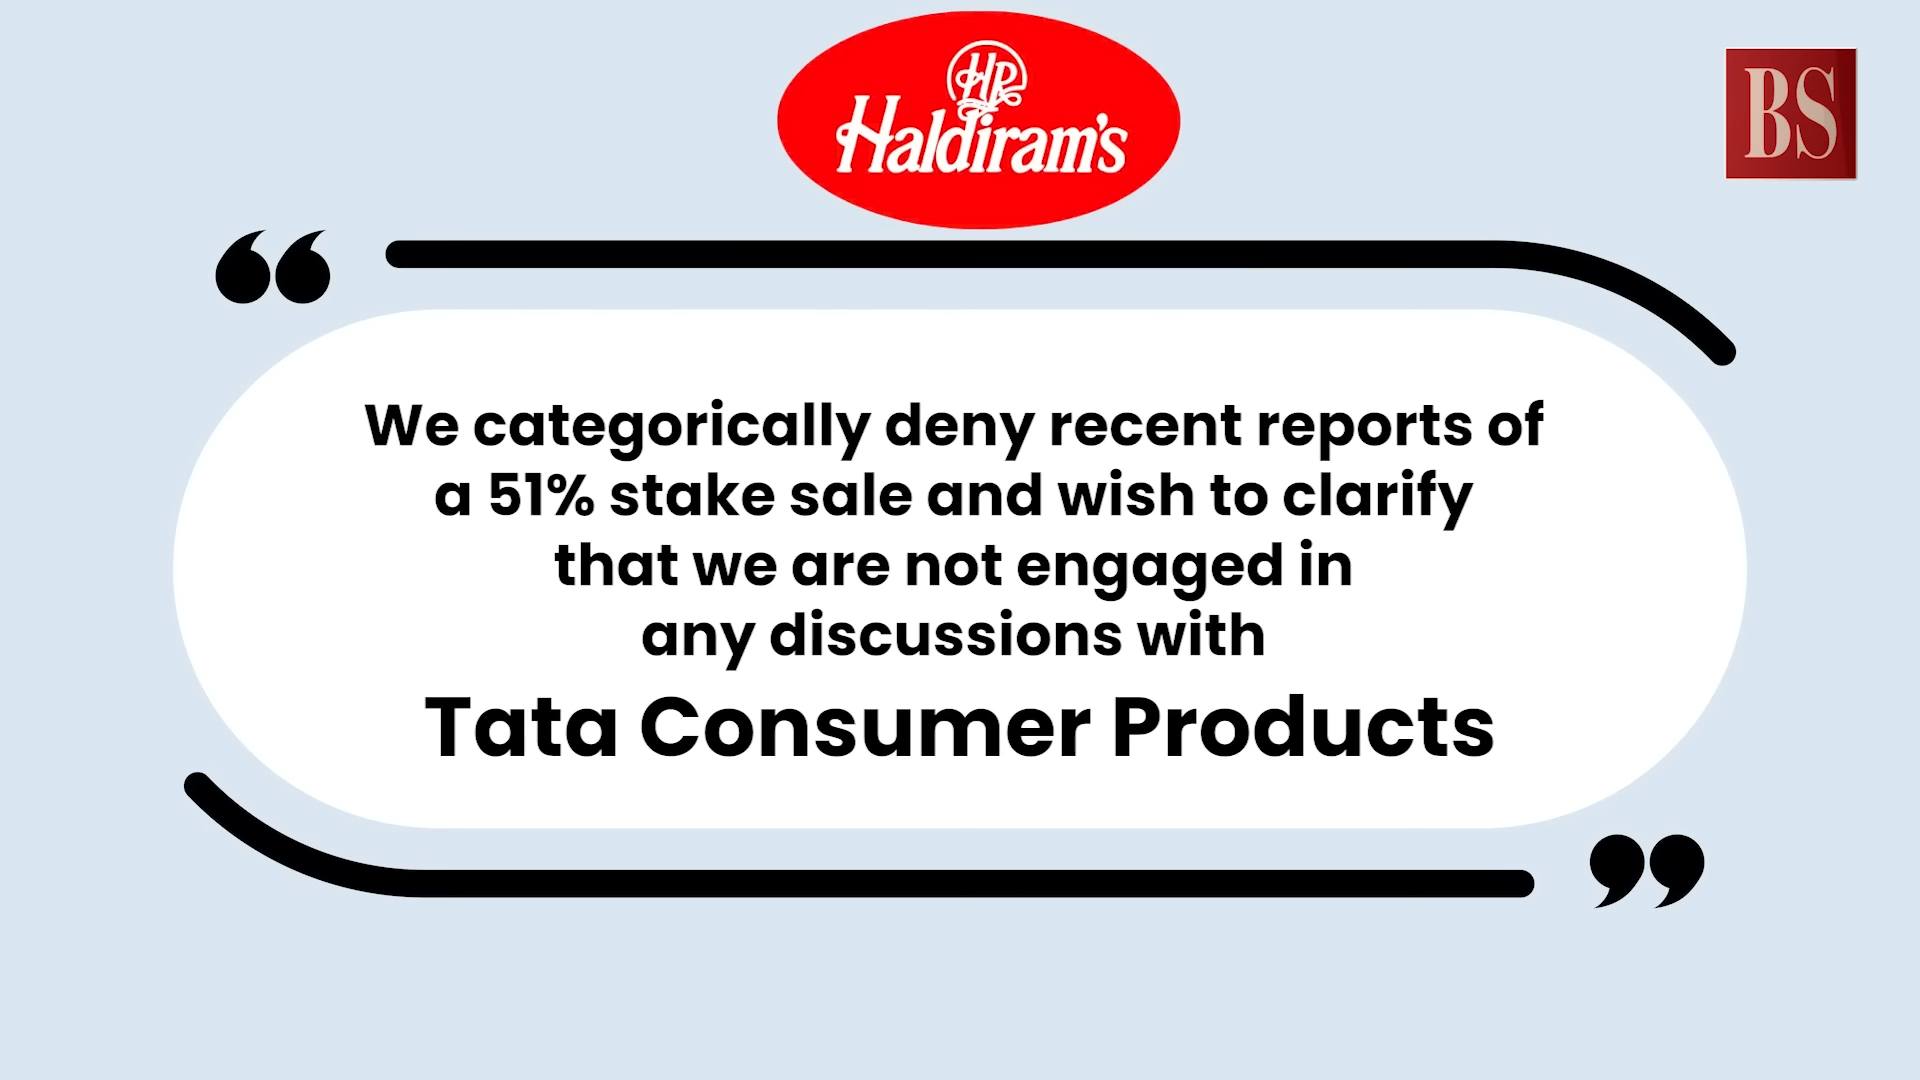 HR
Haldiram's
BS
“
We categorically deny recent reports of
a 51% stake sale and wish to clarify
that we are not engaged in
any discussions with
Tata Consumer Products
”